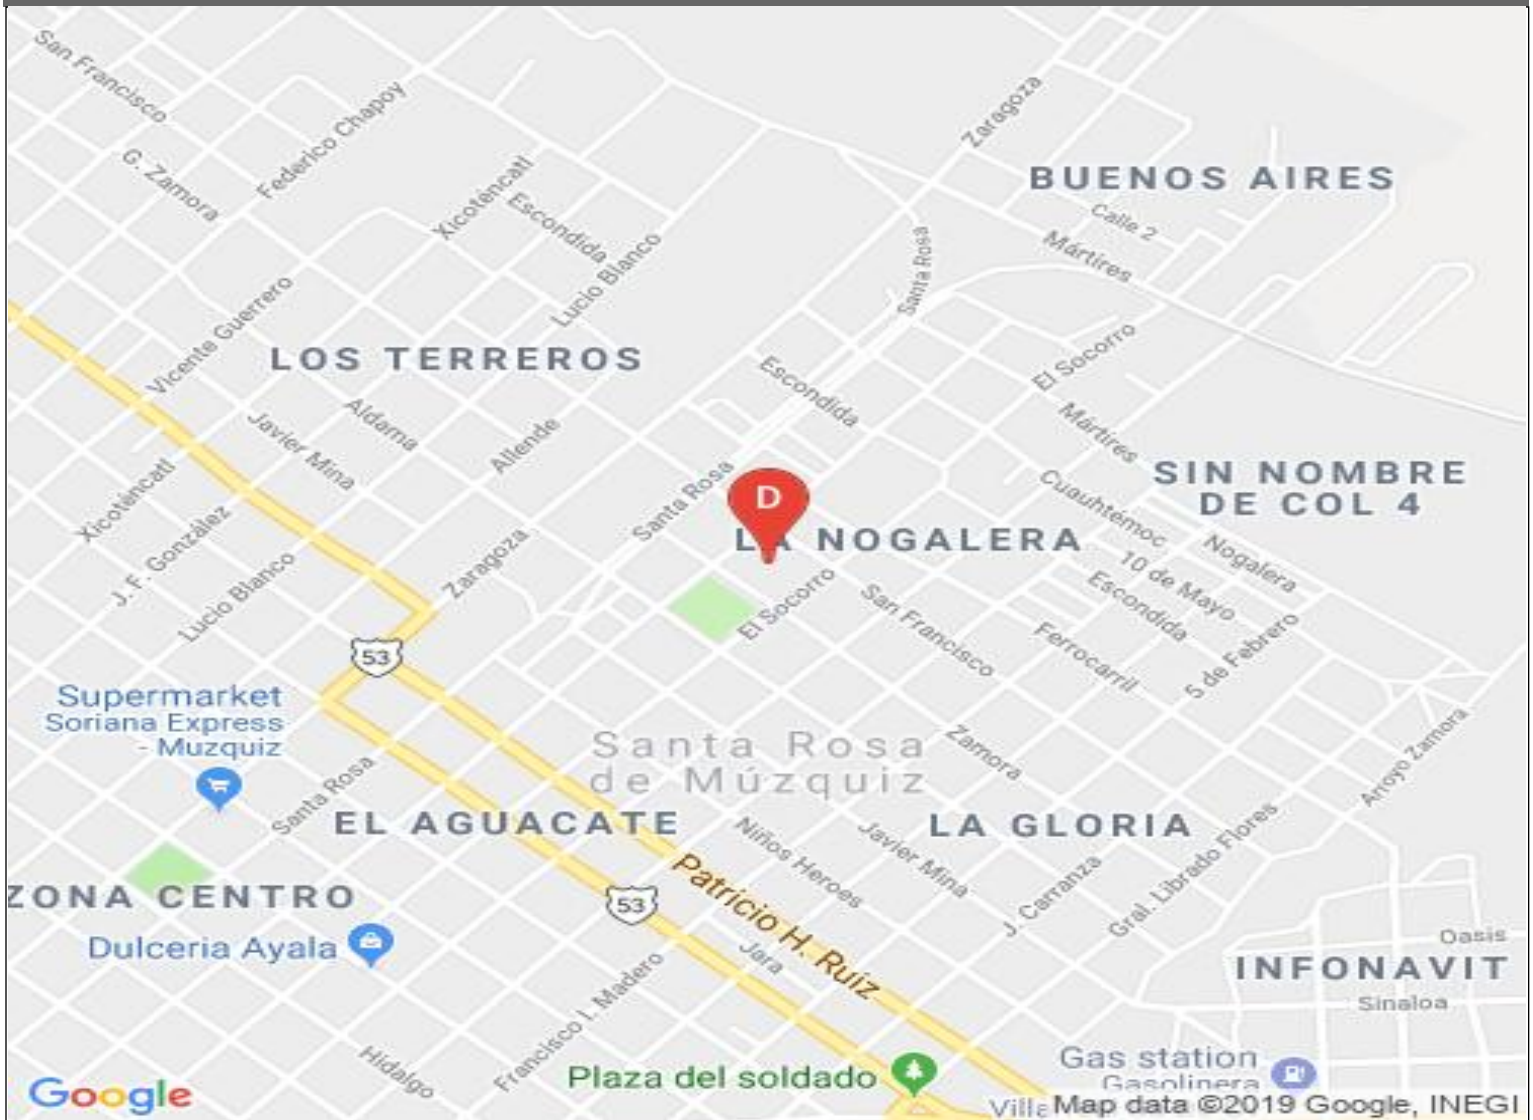 San Francisco
G. Zamora
Federico Chapoy
Xicoténcatl
Escondida
Lucio Blanco
Zaragoza
BUENOS AIRES
Calle 2
Mártires
Santa Rosa
Vicente Guerrero
LOS TERREROS
Aldama
Javier Mina
Allende
Escondida
El Socorro
Mártires
SIN NOMBRE
DE COL 4
Xicoténcatl
J. F. González
Lucio Blanco
Zaragoza
Santa Rosa
D
LA NOGALERA
Cuauhtémoc
Nogalera
10 de Mayo
Escondida
El Socorro
San Francisco
Ferrocarril
5 de Febrero
53
Supermarket
Soriana Express
- Muzquiz
Santa Rosa
Santa Rosa
de Múzquiz
Zamora
Arroyo Zamora
EL AGUACATE
LA GLORIA
Niños Heroes
Javier Mina
J. Carranza
Gral. Librado Flores
ZONA CENTRO
53
Patricio H. Ruíz
Dulceria Ayala
Jara
Francisco I. Madero
Oasis
INFONAVIT
Sinaloa
Hidalgo
Plaza del soldado
Gas station
Gasolinera
Google
Villa
Map data ©2019 Google, INEGI